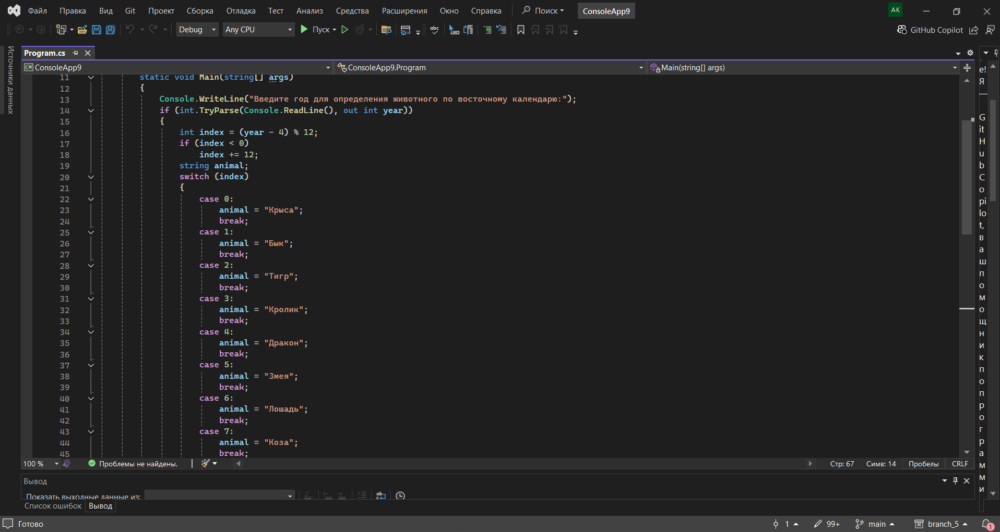 Файл Правка Вид Git Проект Сборка Отладка Тест Анализ Средства Расширения Окно Справка Поиск ConsoleApp9 AK
Debug Any CPU Пуск GitHub Copilot
Источники данных
Program.cs
ConsoleApp9 ConsoleApp9.Program Main(string[] args)
11 static void Main(string[] args)
12 {
13 Console.WriteLine("Введите год для определения животного по восточному календарю:");
14 if (int.TryParse(Console.ReadLine(), out int year))
15 {
16 int index = (year - 4) % 12;
17 if (index < 0)
18 index += 12;
19 string animal;
20 switch (index)
21 {
22 case 0:
23 animal = "Крыса";
24 break;
25 case 1:
26 animal = "Бык";
27 break;
28 case 2:
29 animal = "Тигр";
30 break;
31 case 3:
32 animal = "Кролик";
33 break;
34 case 4:
35 animal = "Дракон";
36 break;
37 case 5:
38 animal = "Змея";
39 break;
40 case 6:
41 animal = "Лошадь";
42 break;
43 case 7:
44 animal = "Коза";
45 break;
100 % Проблемы не найдены. Стр: 67 Симв: 14 Пробелы CRLF
Вывод
Показать выходные данные из:
Список ошибок Вывод
Готово 1 99+ main branch_5 1
е!
Я
G
it
H
u
b
C
o
pi
lo
t,
в
а
ш
п
о
м
о
щ
н
и
к
п
о
п
р
о
г
р
а
м
м
и